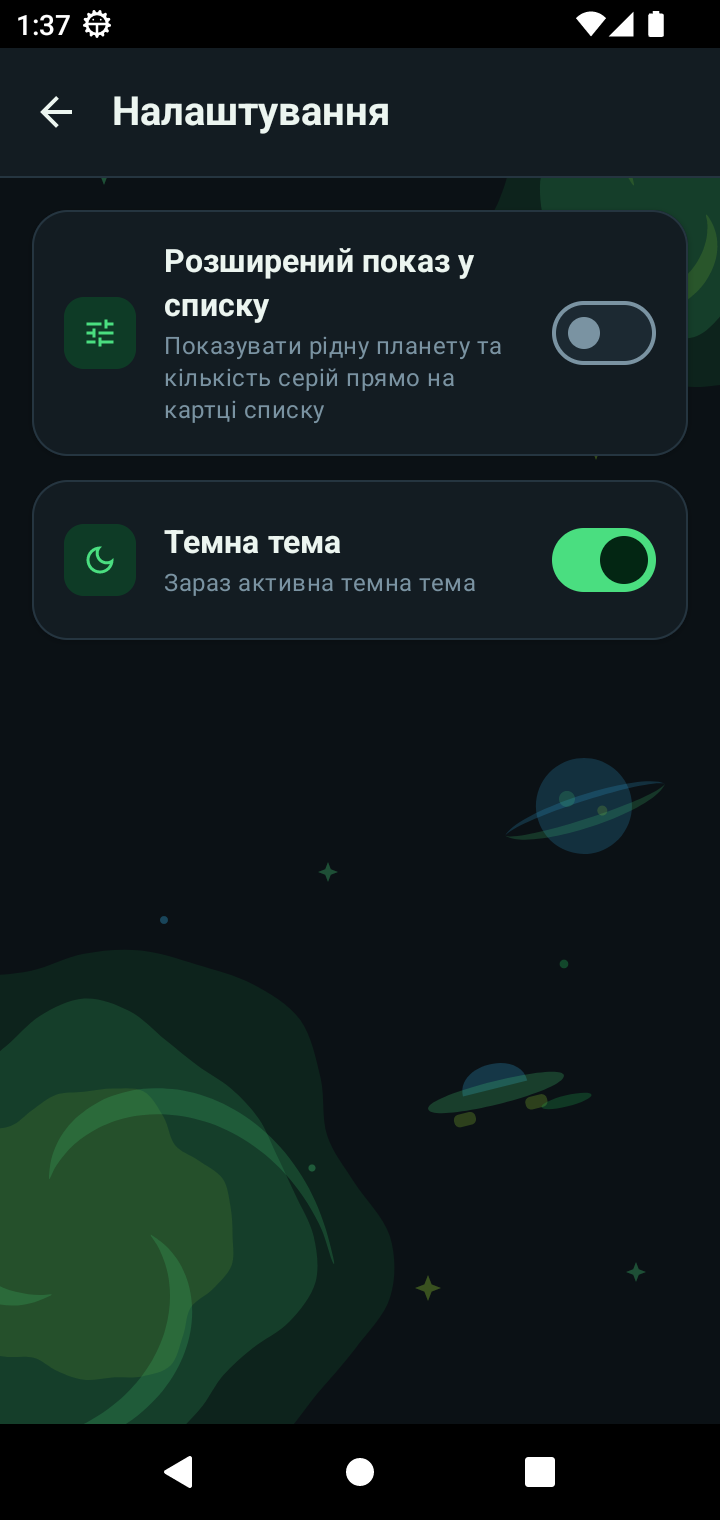 1:37
Налаштування
Розширений показ у
списку
Показувати рідну планету та
кількість серій прямо на
картці списку
Темна тема
Зараз активна темна тема